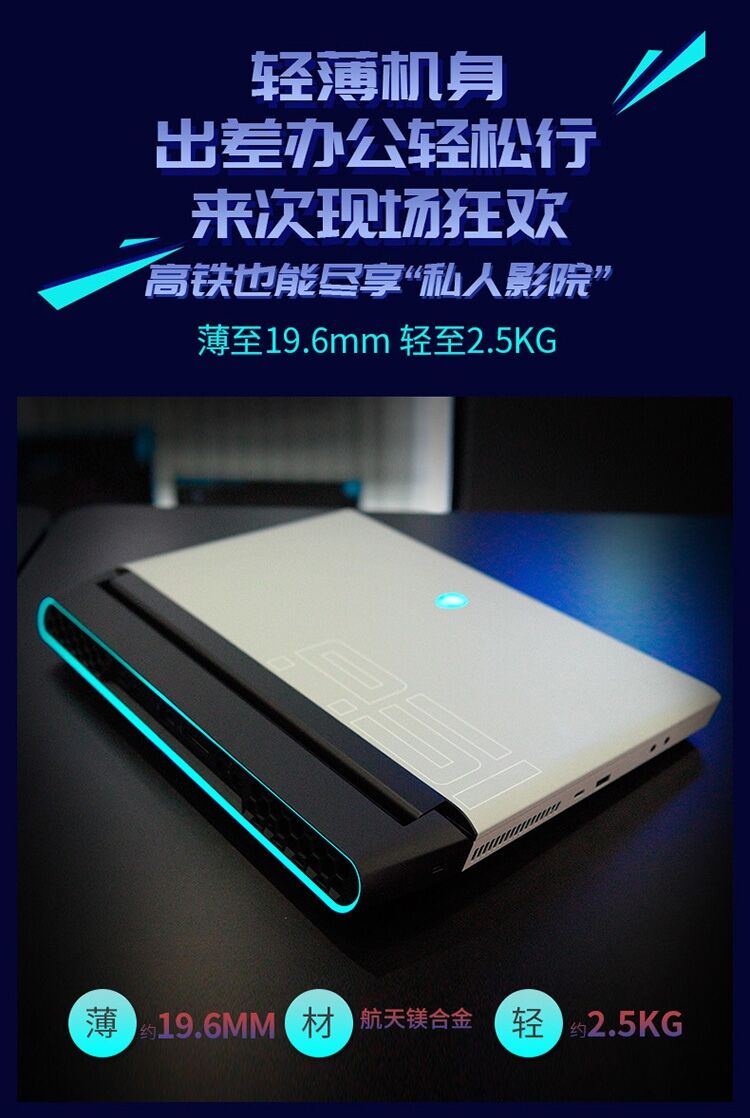 轻薄机身
出差办公轻松行
来次现场狂欢
高铁也能尽享“私人影院”
薄至19.6mm 轻至2.5KG
薄 约19.6MM 材 航天镁合金 轻 约2.5KG